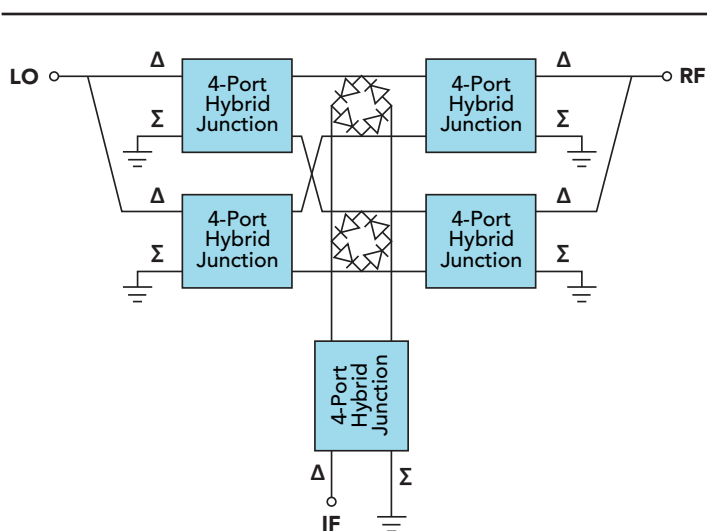 LO
Δ
4-Port
Hybrid
Junction
Σ
4-Port
Hybrid
Junction
Δ
RF
Σ
Δ
4-Port
Hybrid
Junction
Σ
4-Port
Hybrid
Junction
Δ
Σ
4-Port
Hybrid
Junction
Δ
Σ
IF